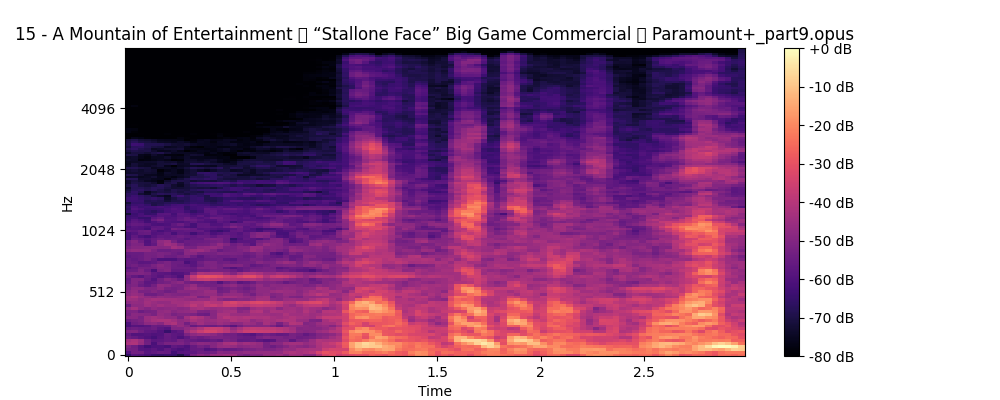 15 - A Mountain of Entertainment ▯ “Stallone Face” Big Game Commercial ▯ Paramount+_part9.opus
4096
2048
1024
512
0
Hz
0
0.5
1
1.5
2
2.5
Time
+0 dB
-10 dB
-20 dB
-30 dB
-40 dB
-50 dB
-60 dB
-70 dB
-80 dB